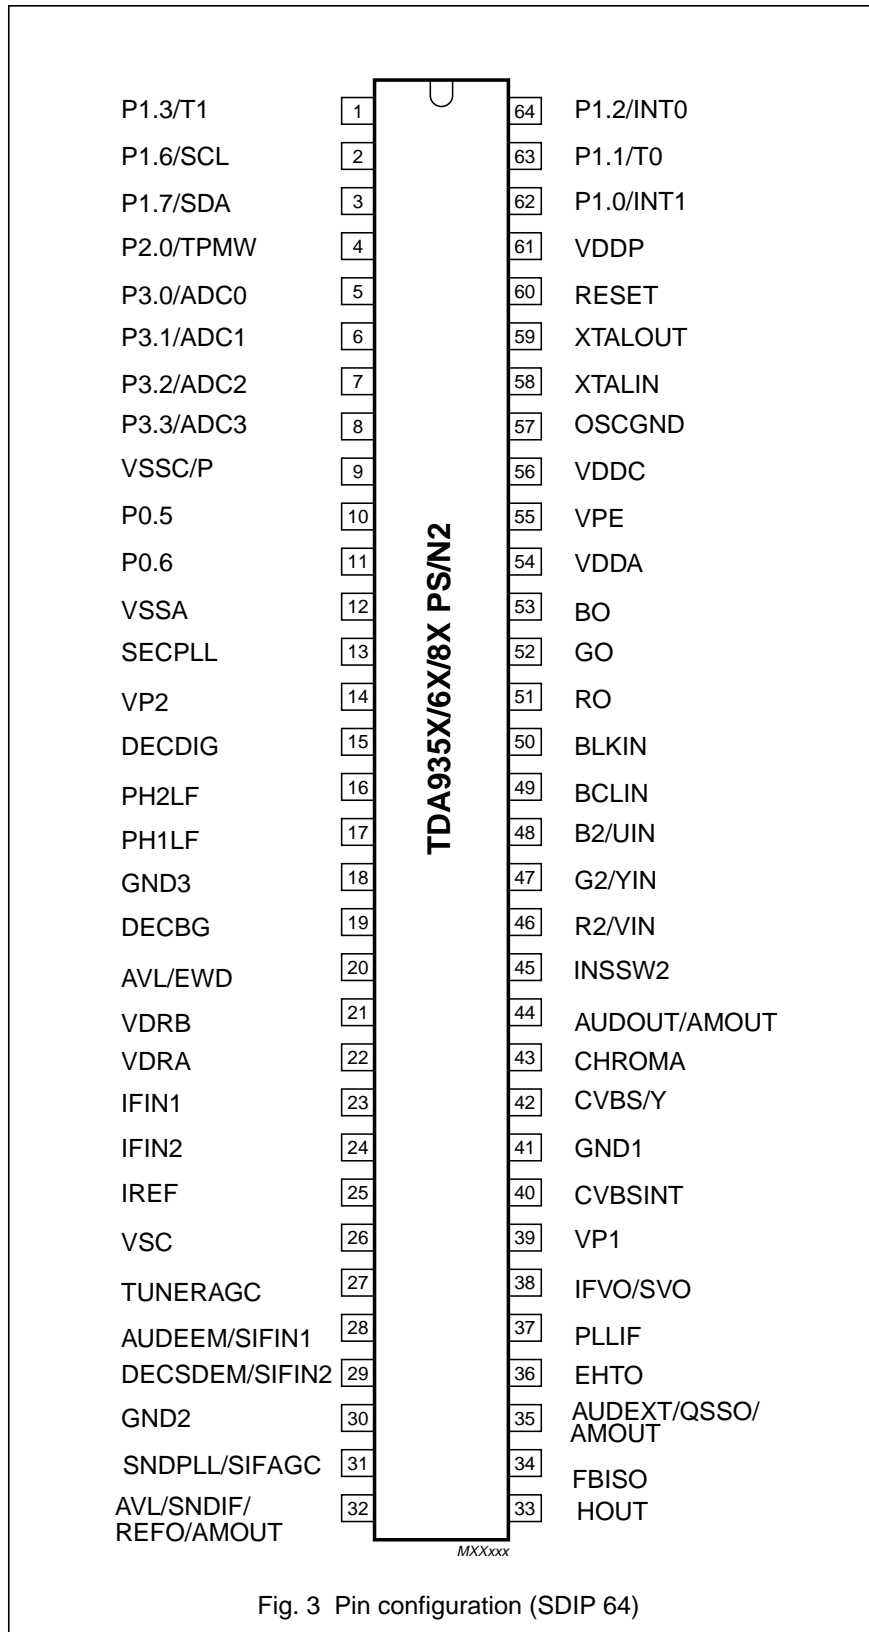 P1.3/T1 1 64 P1.2/INT0
P1.6/SCL 2 63 P1.1/T0
P1.7/SDA 3 62 P1.0/INT1
P2.0/TPMW 4 61 VDDP
P3.0/ADC0 5 60 RESET
P3.1/ADC1 6 59 XTALOUT
P3.2/ADC2 7 58 XTALIN
P3.3/ADC3 8 57 OSCGND
VSSC/P 9 56 VDDC
P0.5 10 55 VPE
P0.6 11 54 VDDA
VSSA 12 53 BO
SECPLL 13 52 GO
VP2 14 51 RO
DECDIG 15 50 BLKIN
PH2LF 16 49 BCLIN
PH1LF 17 48 B2/UIN
GND3 18 47 G2/YIN
DECBG 19 46 R2/VIN
AVL/EWD 20 45 INSSW2
VDRB 21 44 AUDOUT/AMOUT
VDRA 22 43 CHROMA
IFIN1 23 42 CVBS/Y
IFIN2 24 41 GND1
IREF 25 40 CVBSINT
VSC 26 39 VP1
TUNERAGC 27 38 IFVO/SVO
AUDEEM/SIFIN1 28 37 PLLIF
DECSDEM/SIFIN2 29 36 EHTO
GND2 30 35 AUDEXT/QSSO/
AMOUT
SNDPLL/SIFAGC 31 34 FBISO
AVL/SNDIF/ 32 33 HOUT
REFO/AMOUT
TDA935X/6X/8X PS/N2
MXXxxx
Fig. 3 Pin configuration (SDIP 64)